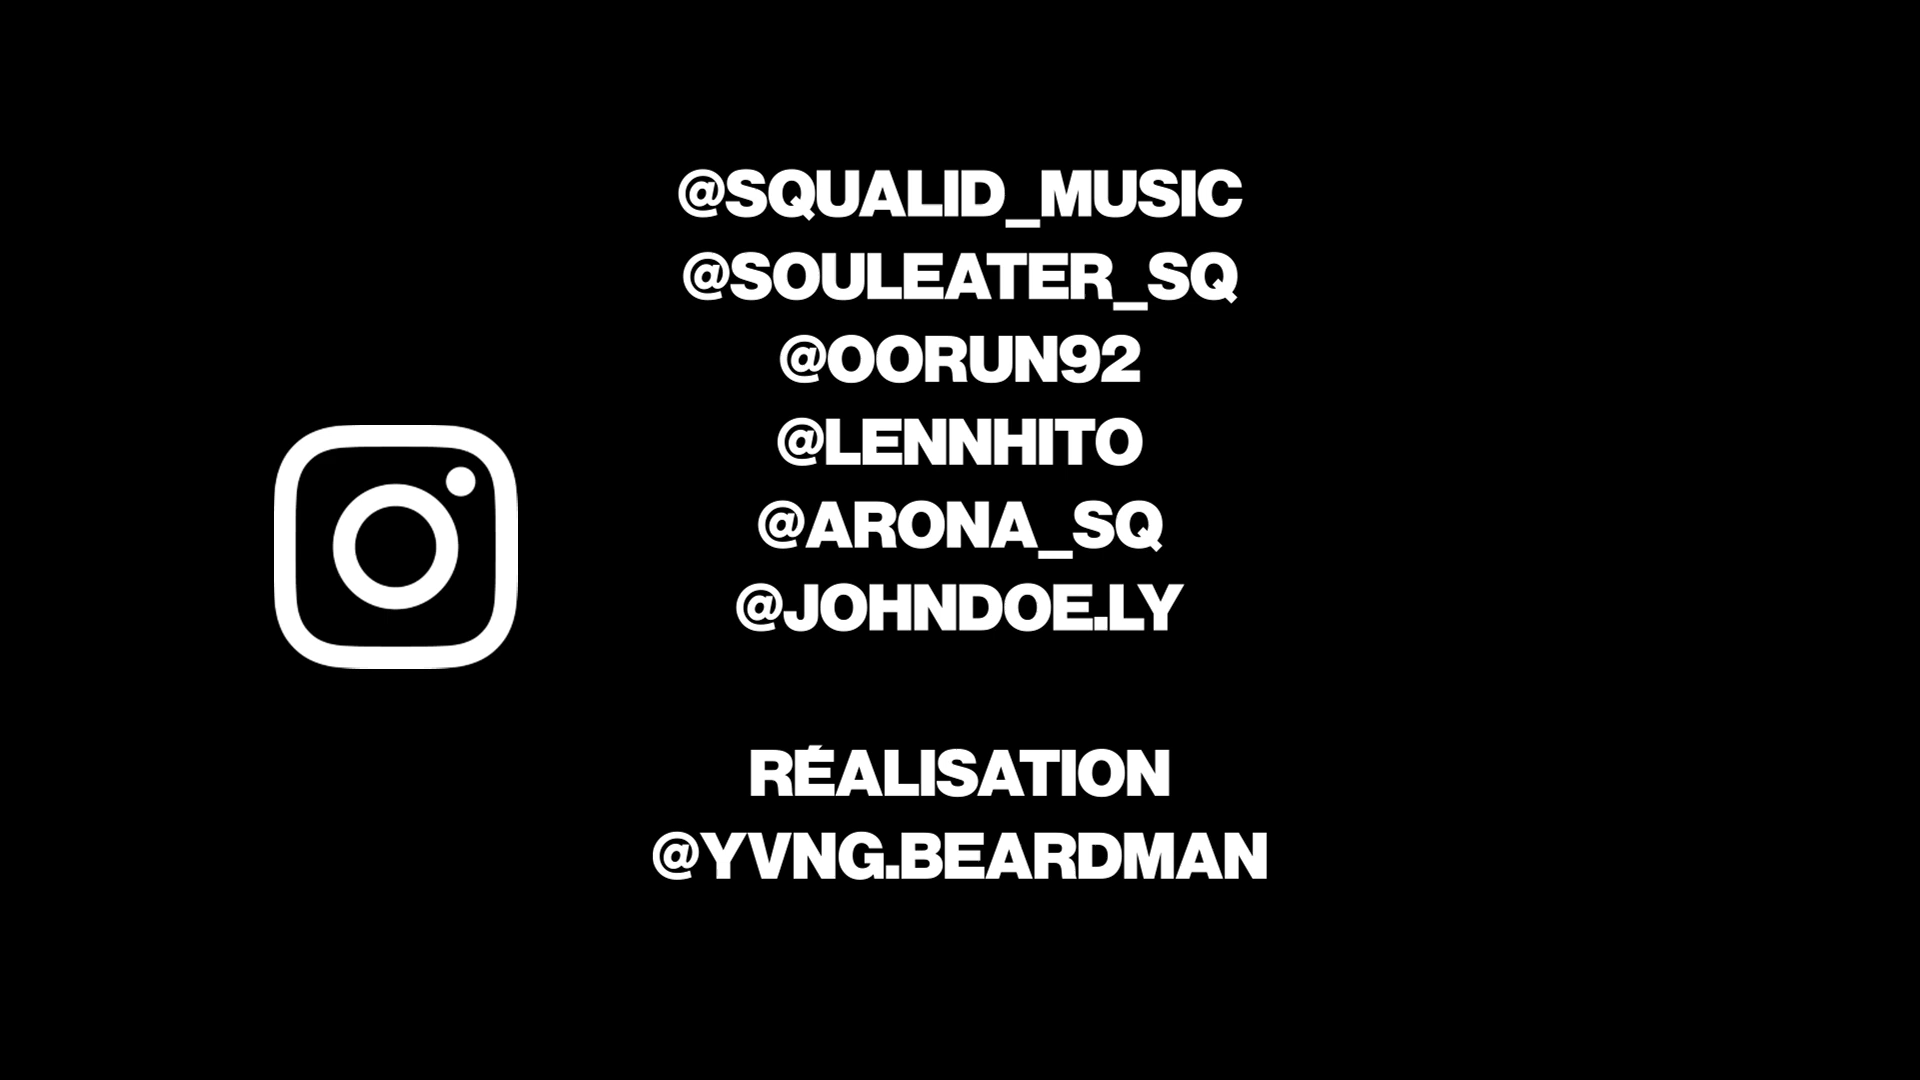 @SQUALID_MUSIC
@SOULEATER_SQ
@OORUN92
@LENNHITO
@ARONA_SQ
@JOHNDOE.LY
RÉALISATION
@YVNG.BEARDMAN